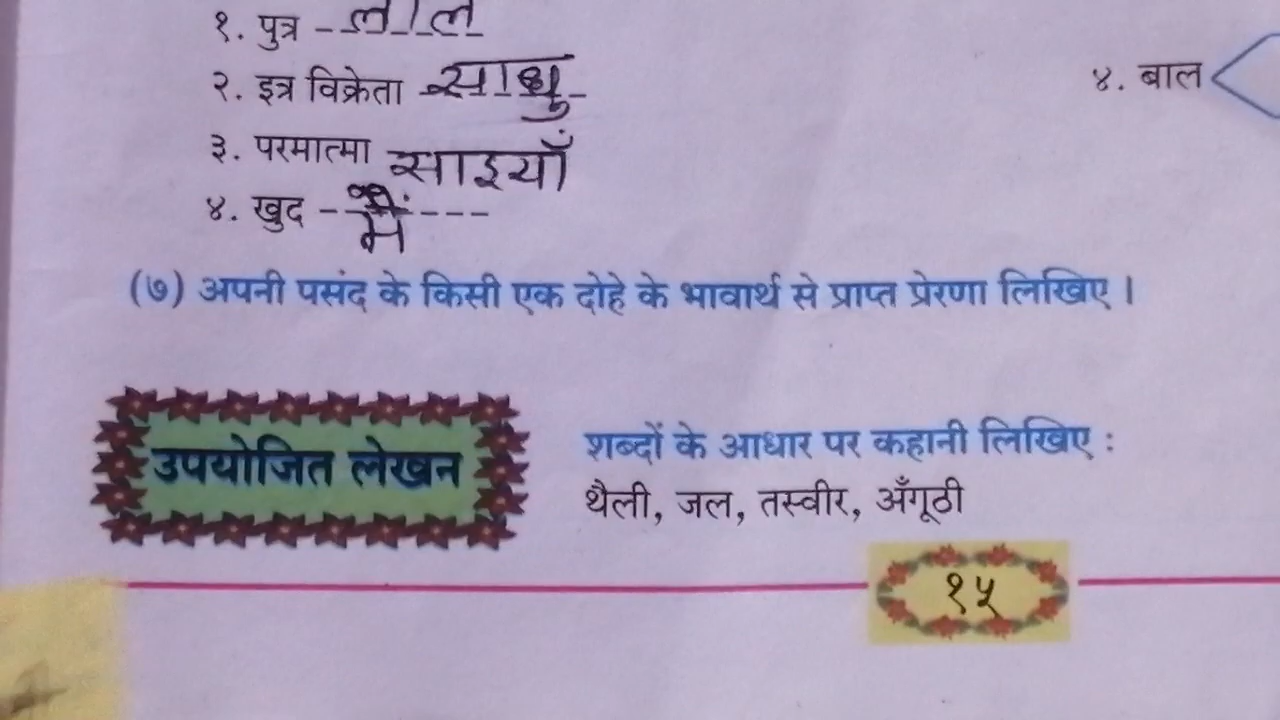 १. पुत्र - लाल
२. इत्र विक्रेता साधु
३. परमात्मा साइयाँ
४. खुद - मैं ---
४. बाल
(७) अपनी पसंद के किसी एक दोहे के भावार्थ से प्राप्त प्रेरणा लिखिए ।
उपयोजित लेखन
शब्दों के आधार पर कहानी लिखिए :
थैली, जल, तस्वीर, अँगूठी
१५